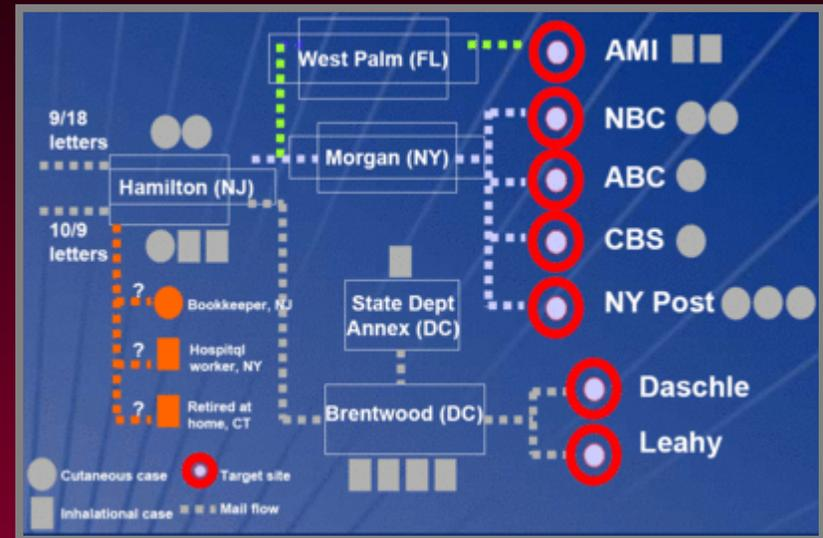 West Palm (FL)
AMI
9/18
letters
NBC
Morgan (NY)
Hamilton (NJ)
ABC
10/9
letters
CBS
?
Bookkeeper, NJ
State Dept
Annex (DC)
NY Post
?
Hospitql
worker, NY
?
Retired at
home, CT
Brentwood (DC)
Daschle
Leahy
Cutaneous case
Target site
Inhalational case
Mail flow